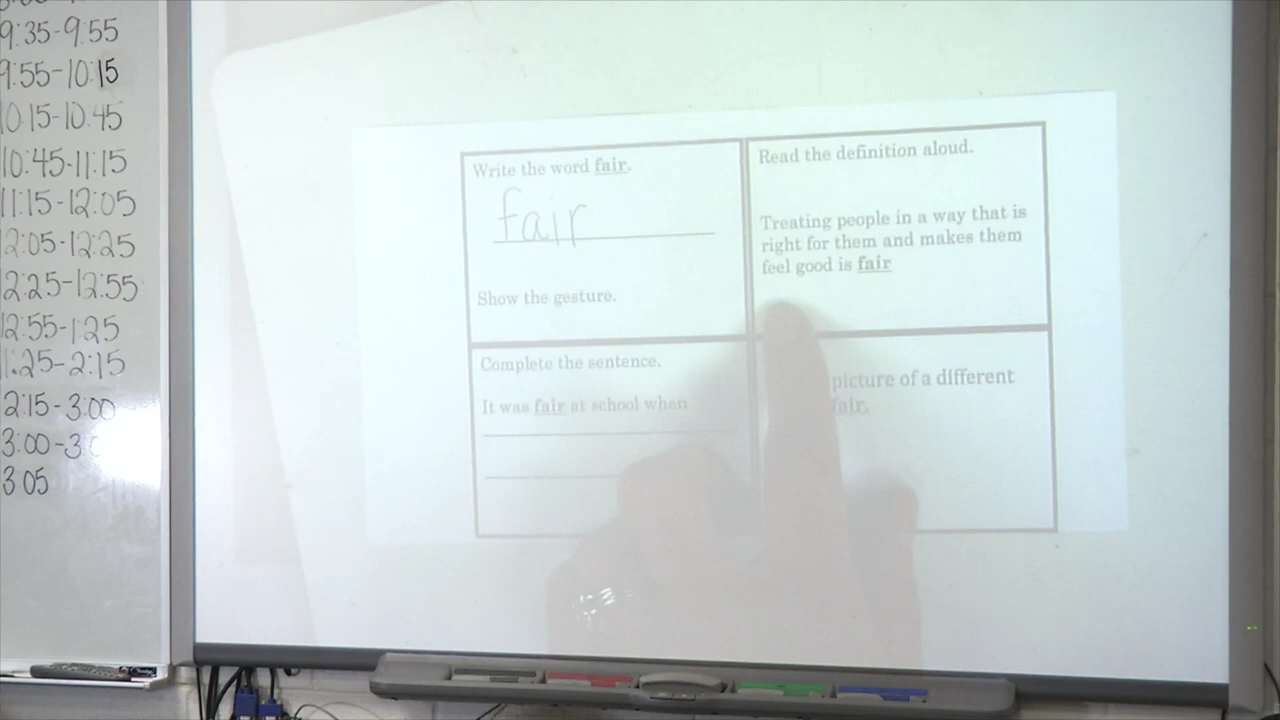 9:35-9:55
9:55-10:15
10:15-10:45
10:45-11:15
11:15-12:05
12:05-12:25
12:25-12:55
12:55-1:25
1:25-2:15
2:15-3:00
3:00-3:0
3:05
Write the word fair.
fair
Show the gesture.
Read the definition aloud.
Treating people in a way that is
right for them and makes them
feel good is fair
Complete the sentence.
It was fair at school when
picture of a different
fair.